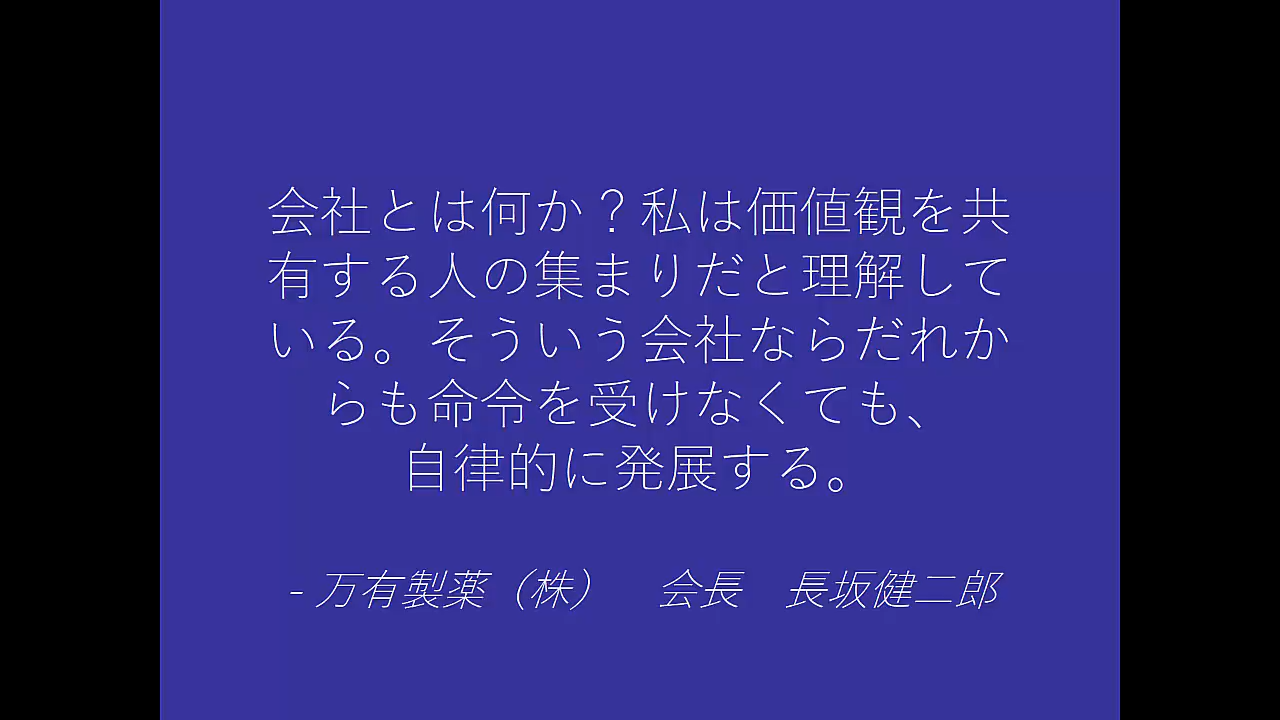 会社とは何か？私は価値観を共
有する人の集まりだと理解して
いる。そういう会社ならだれか
らも命令を受けなくても、
自律的に発展する。
- 万有製薬（株）　会長　長坂健二郎